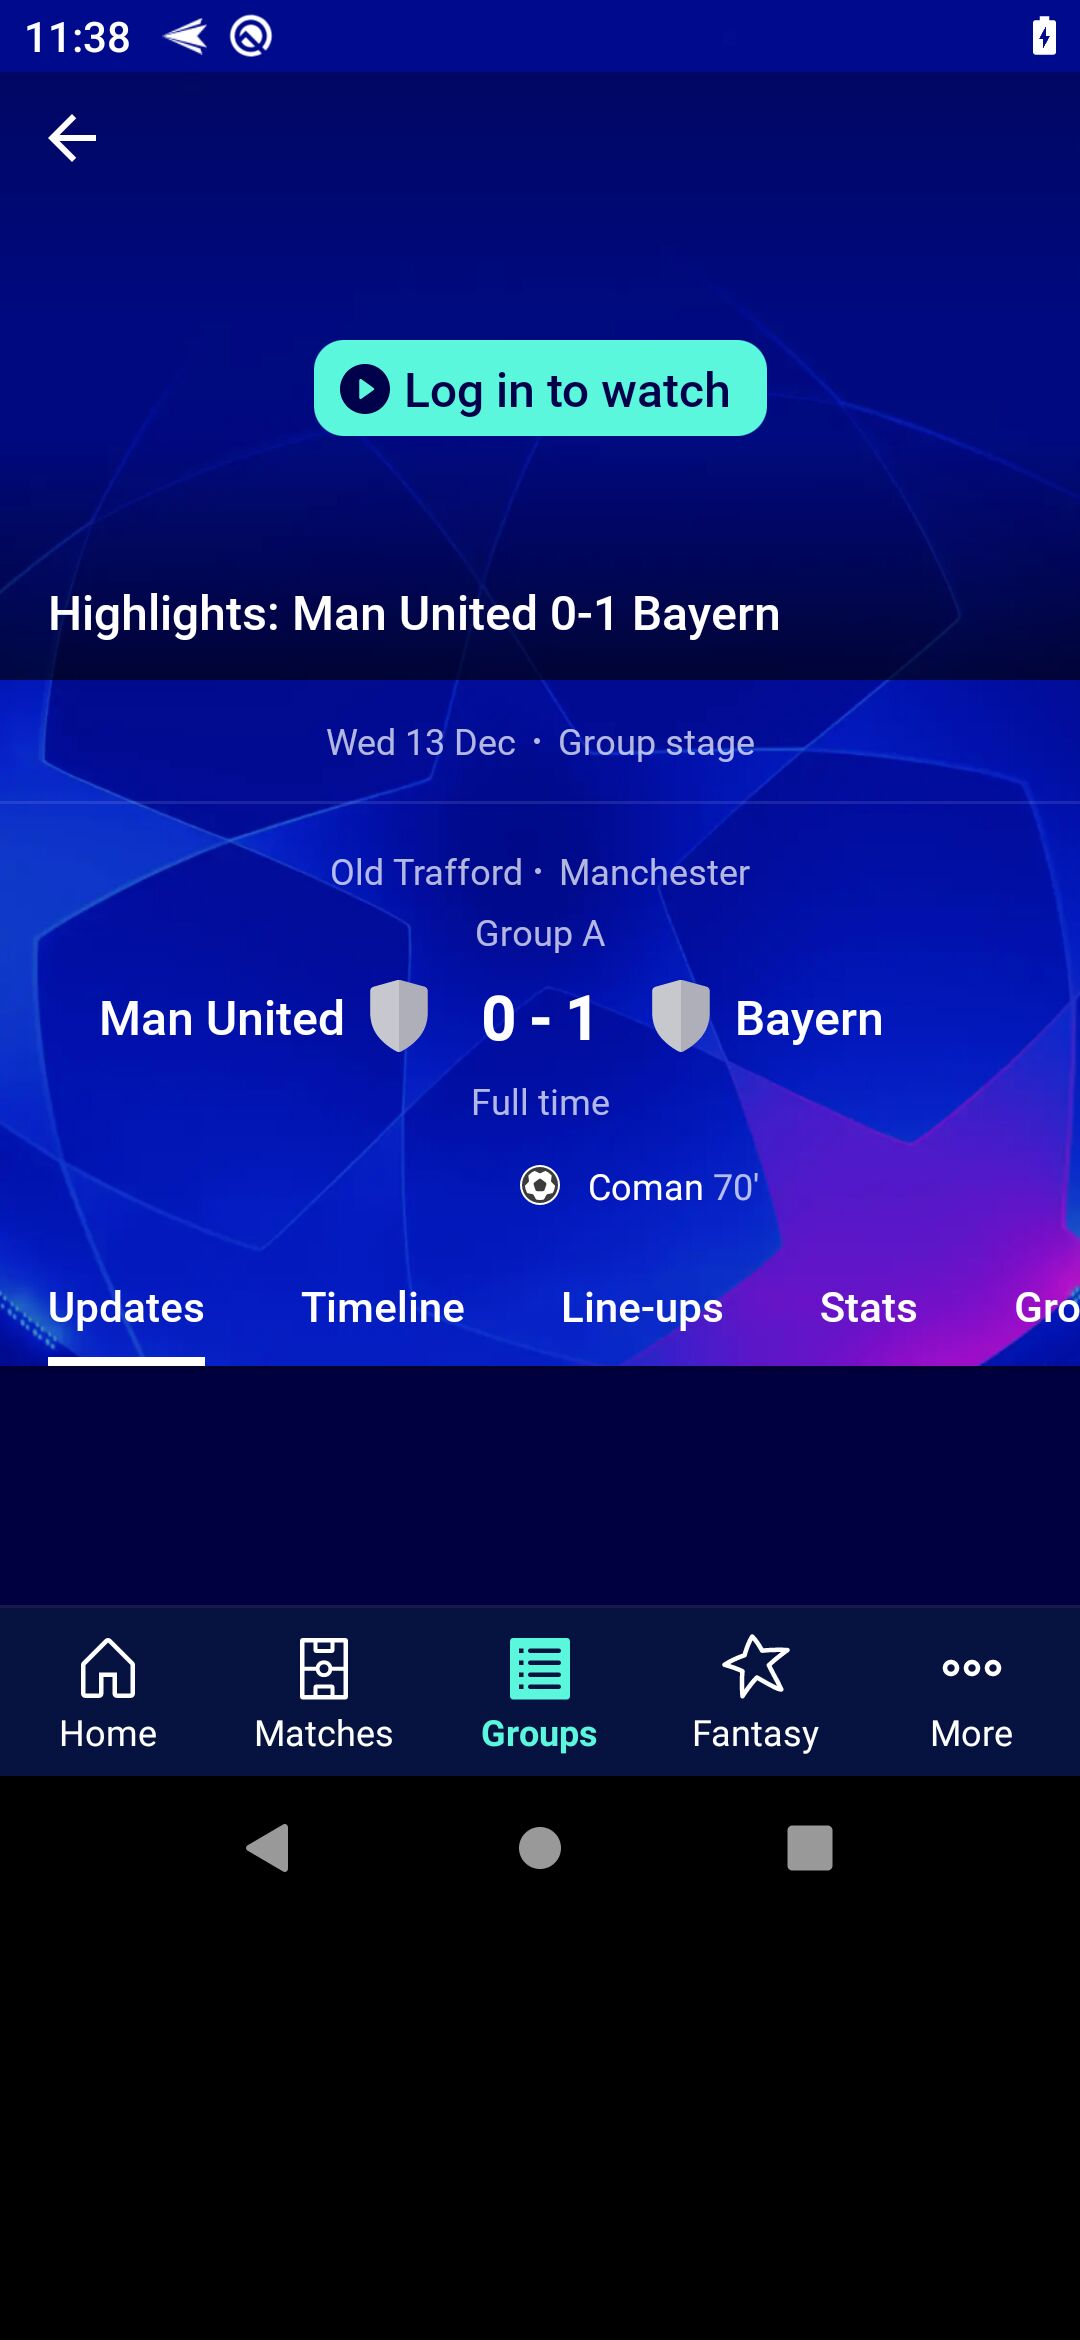 11:38
Log in to watch
Highlights: Man United 0-1 Bayern
Wed 13 Dec • Group stage
Old Trafford • Manchester
Group A
Man United 0 - 1 Bayern
Full time
Coman 70'
Updates Timeline Line-ups Stats Gro
Home Matches Groups Fantasy More